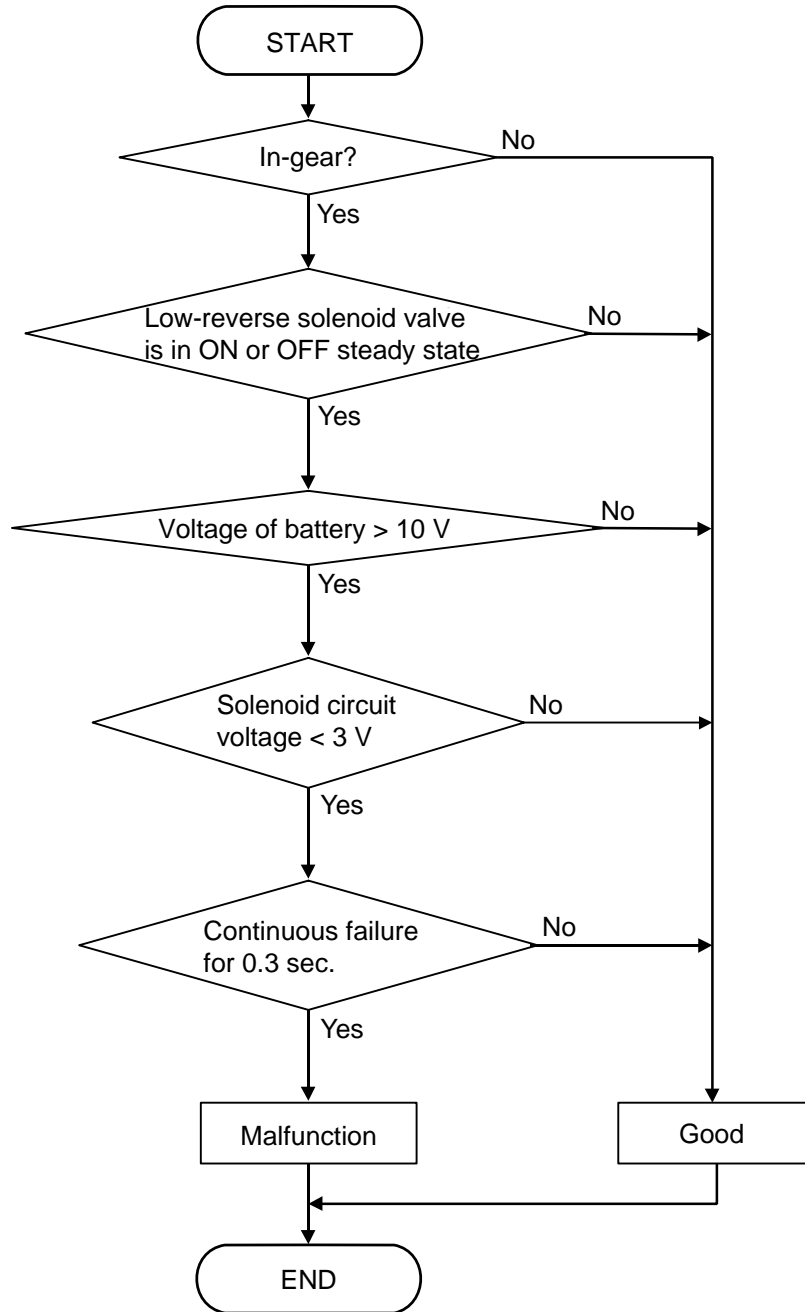 START
In-gear?
No
Yes
Low-reverse solenoid valve
is in ON or OFF steady state
No
Yes
Voltage of battery > 10 V
No
Yes
Solenoid circuit
voltage < 3 V
No
Yes
Continuous failure
for 0.3 sec.
No
Yes
Malfunction
Good
END